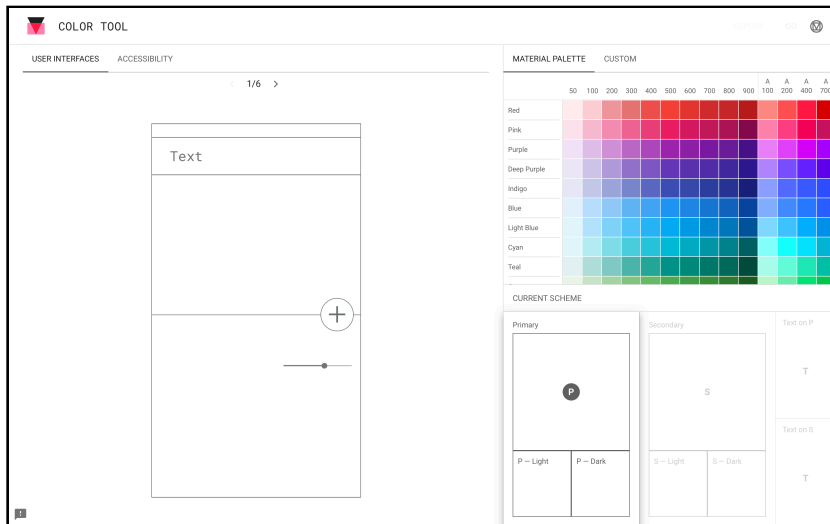 COLOR TOOL
USER INTERFACES ACCESSIBILITY
1/6
Text
MATERIAL PALETTE CUSTOM
50 100 200 300 400 500 600 700 800 900 A 100 A 200 A 400 A 700
Red
Pink
Purple
Deep Purple
Indigo
Blue
Light Blue
Cyan
Teal
CURRENT SCHEME
Primary Secondary Text on P
P S T
P – Light P – Dark S – Light S – Dark Text on S
T